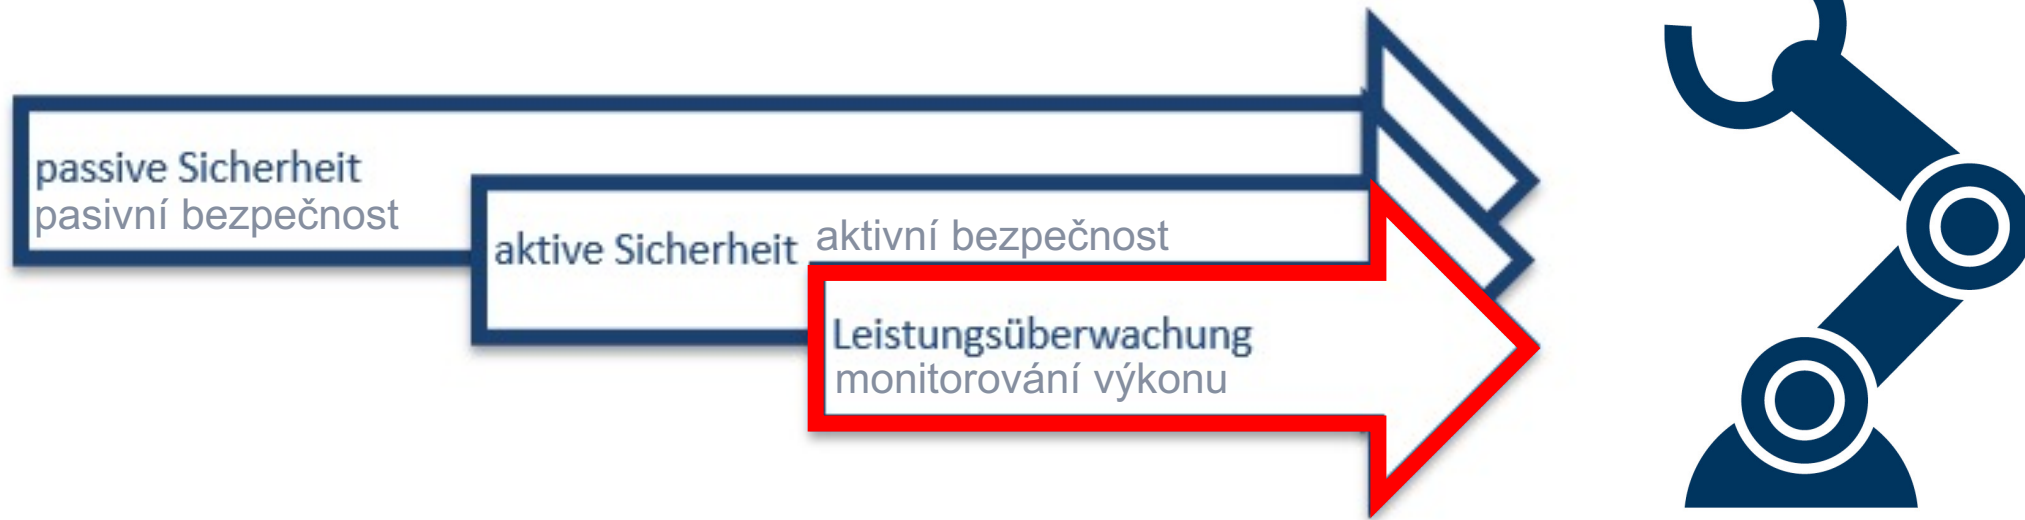 passive Sicherheit
pasivní bezpečnost
aktive Sicherheit aktivní bezpečnost
Leistungsüberwachung
monitorování výkonu